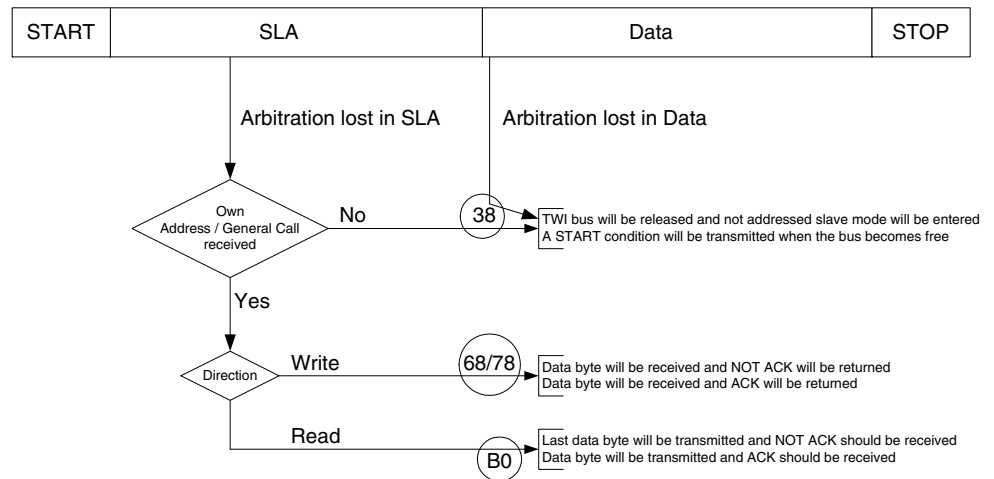 START SLA Data STOP
Arbitration lost in SLA Arbitration lost in Data
Own
Address / General Call
received
No
38
TWI bus will be released and not addressed slave mode will be entered
A START condition will be transmitted when the bus becomes free
Yes
Direction
Write
68/78
Data byte will be received and NOT ACK will be returned
Data byte will be received and ACK will be returned
Read
B0
Last data byte will be transmitted and NOT ACK should be received
Data byte will be transmitted and ACK should be received